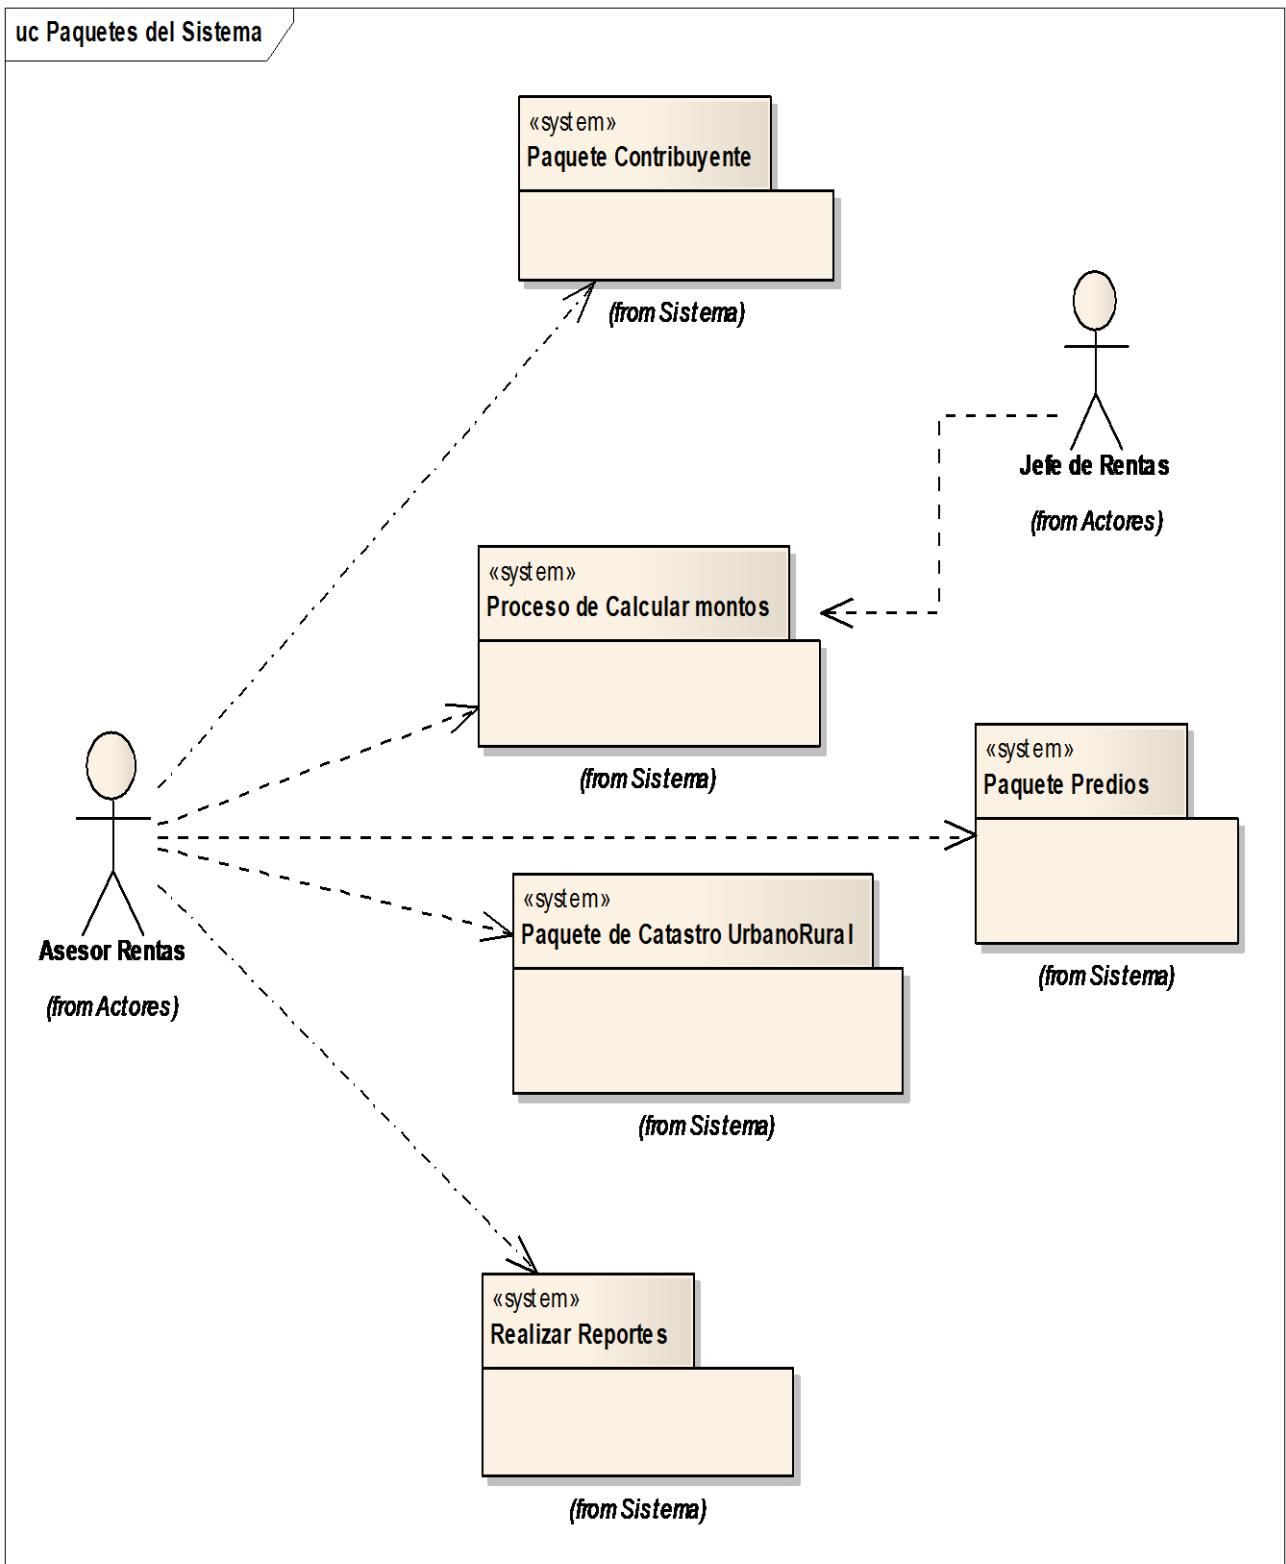 uc Paquetes del Sistema
«system»
Paquete Contribuyente
(from Sistema)
Jefe de Rentas
(from Actores)
«system»
Proceso de Calcular montos
(from Sistema)
«system»
Paquete Predios
(from Sistema)
Asesor Rentas
(from Actores)
«system»
Paquete de Catastro UrbanoRural
(from Sistema)
«system»
Realizar Reportes
(from Sistema)